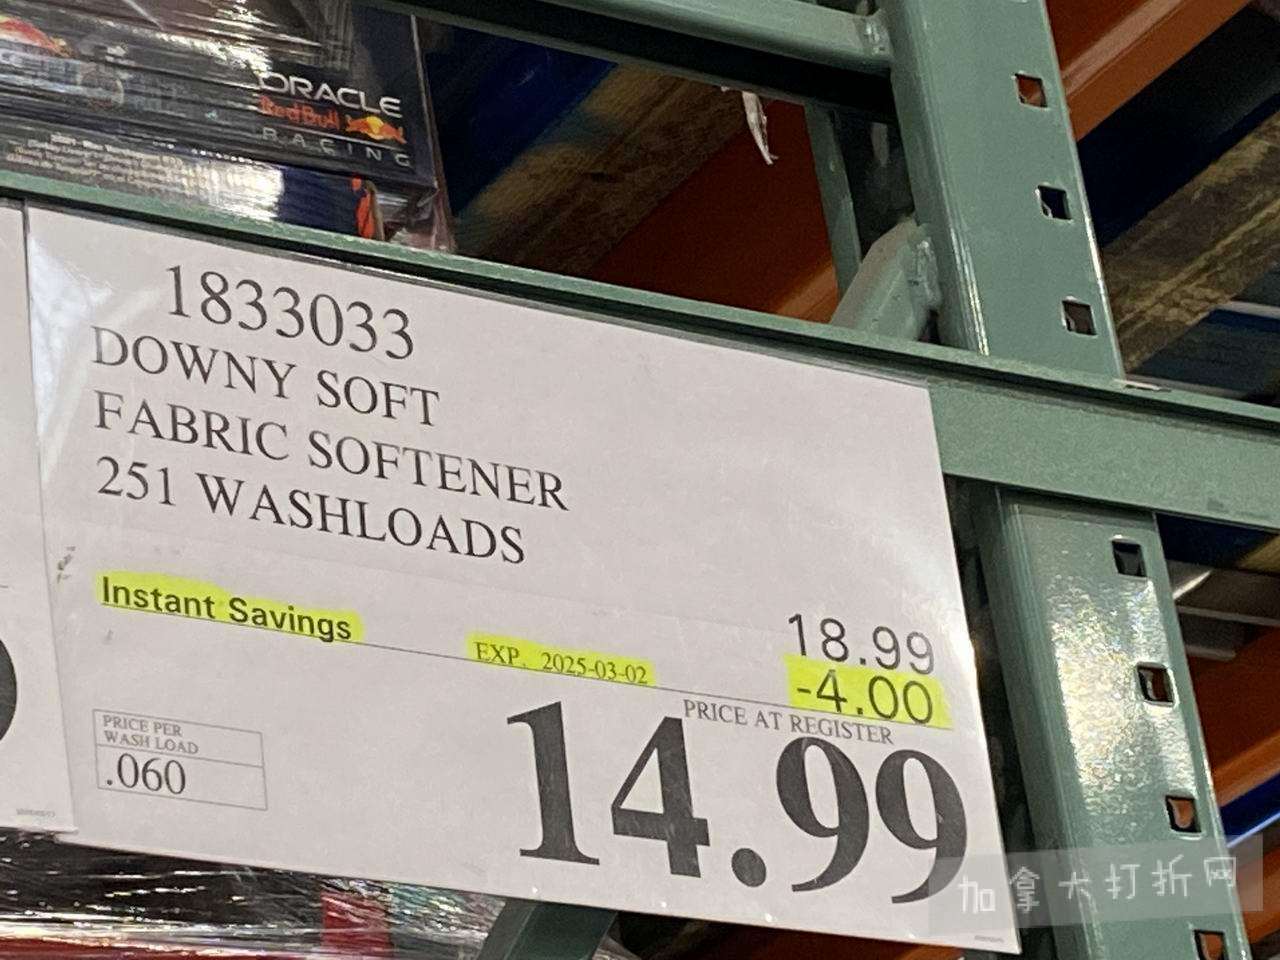 ORACLE
Red Bull
RACING
1833033
DOWNY SOFT
FABRIC SOFTENER
251 WASHLOADS
Instant Savings
EXP. 2025-03-02
18.99
-4.00
PRICE AT REGISTER
14.99
PRICE PER
WASH LOAD
.060
加拿大打折网